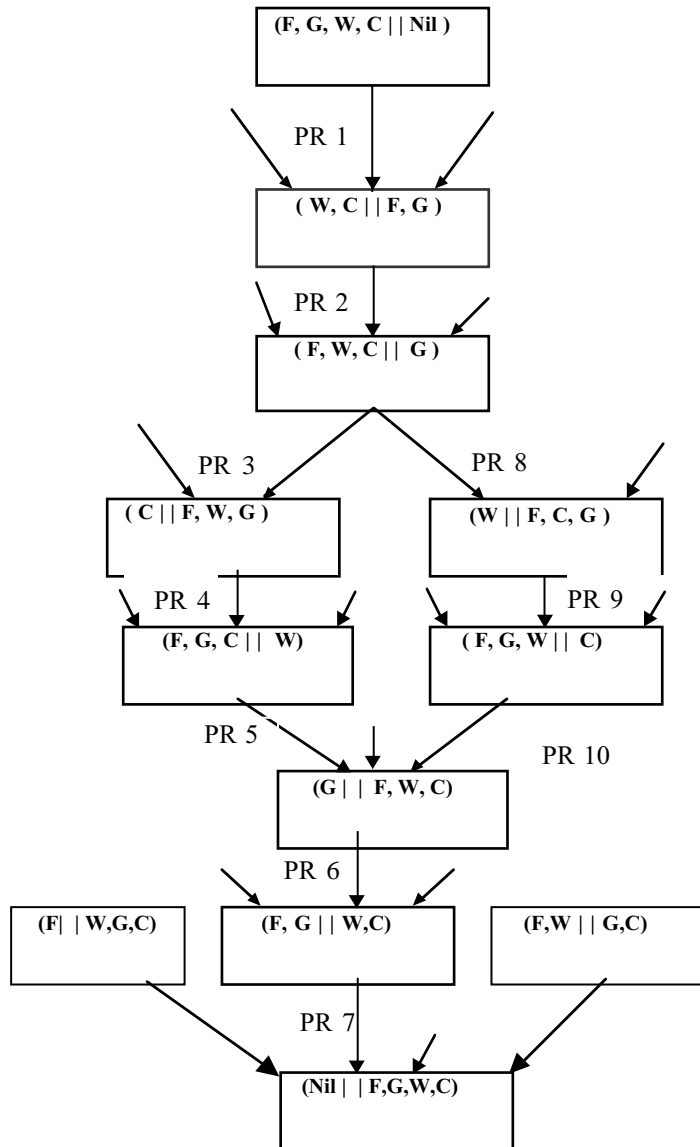 (F, G, W, C | | Nil )
PR 1
( W, C | | F, G )
PR 2
( F, W, C | | G )
PR 3
PR 8
( C | | F, W, G )
(W | | F, C, G )
PR 4
PR 9
(F, G, C | | W)
( F, G, W | | C)
PR 5
PR 10
(G | | F, W, C)
PR 6
(F| | W,G,C)
(F, G | | W,C)
(F,W | | G,C)
PR 7
(Nil | | F,G,W,C)